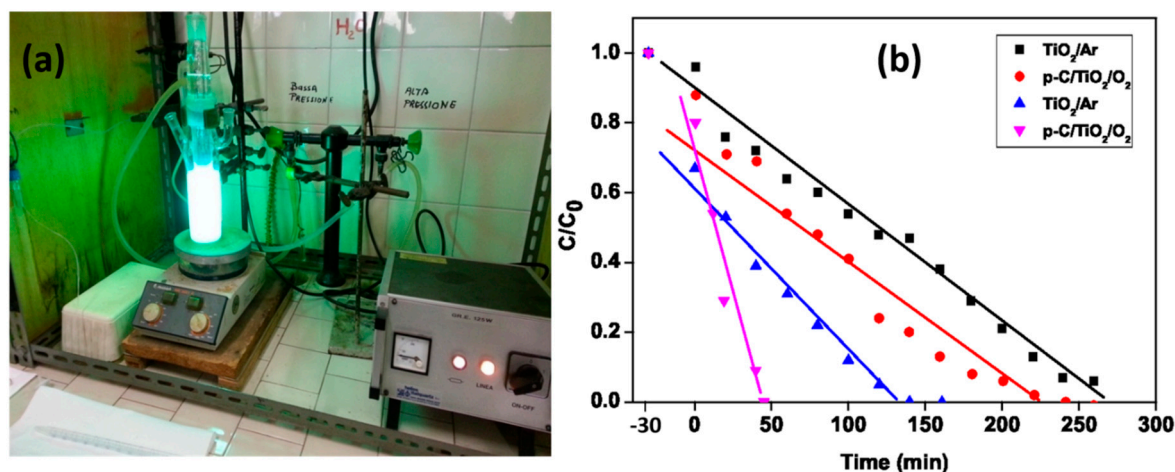 (a)
H₂O
BASSA
PRESSIONE
ALTA
PRESSIONE
125W
LINEA
ON-OFF
(b)
TiO₂/Ar
p-C/TiO₂/O₂
TiO₂/Ar
p-C/TiO₂/O₂
C/C₀
1.0
0.8
0.6
0.4
0.2
0.0
-30 0 50 100 150 200 250 300
Time (min)